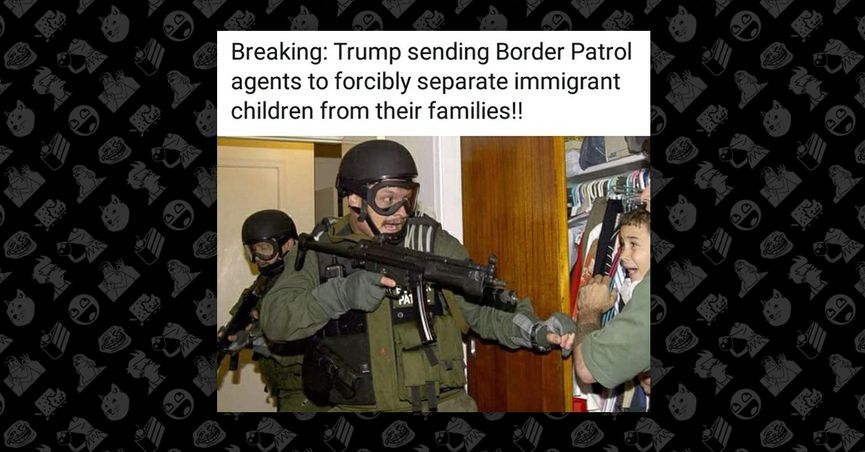 Breaking: Trump sending Border Patrol
agents to forcibly separate immigrant
children from their families!!